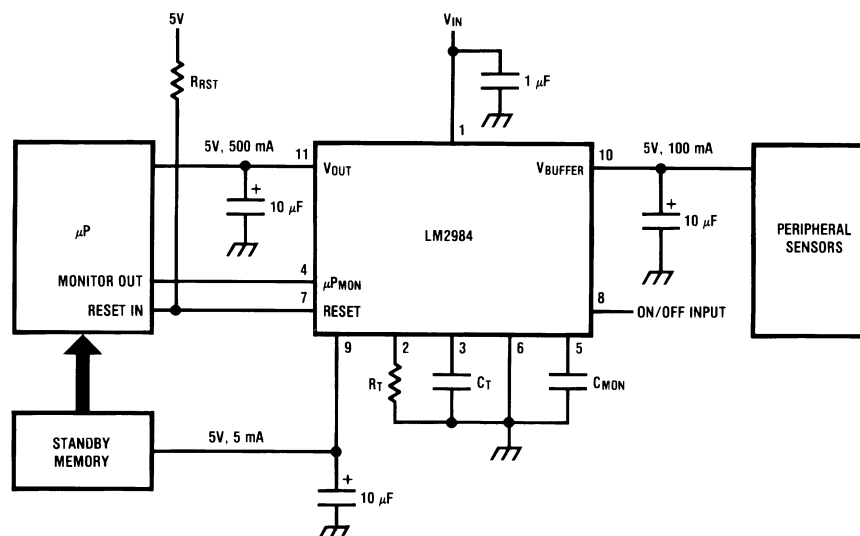 5V
VIN
RRST
1 μF
1
5V, 500 mA
11
VOUT
10
5V, 100 mA
VBUFFER
+
10 μF
+
10 μF
μP
LM2984
PERIPHERAL
SENSORS
MONITOR OUT
4
μPMON
RESET IN
7
RESET
8
ON/OFF INPUT
9
2
3
6
5
RT
CT
CMON
STANDBY
MEMORY
5V, 5 mA
+
10 μF